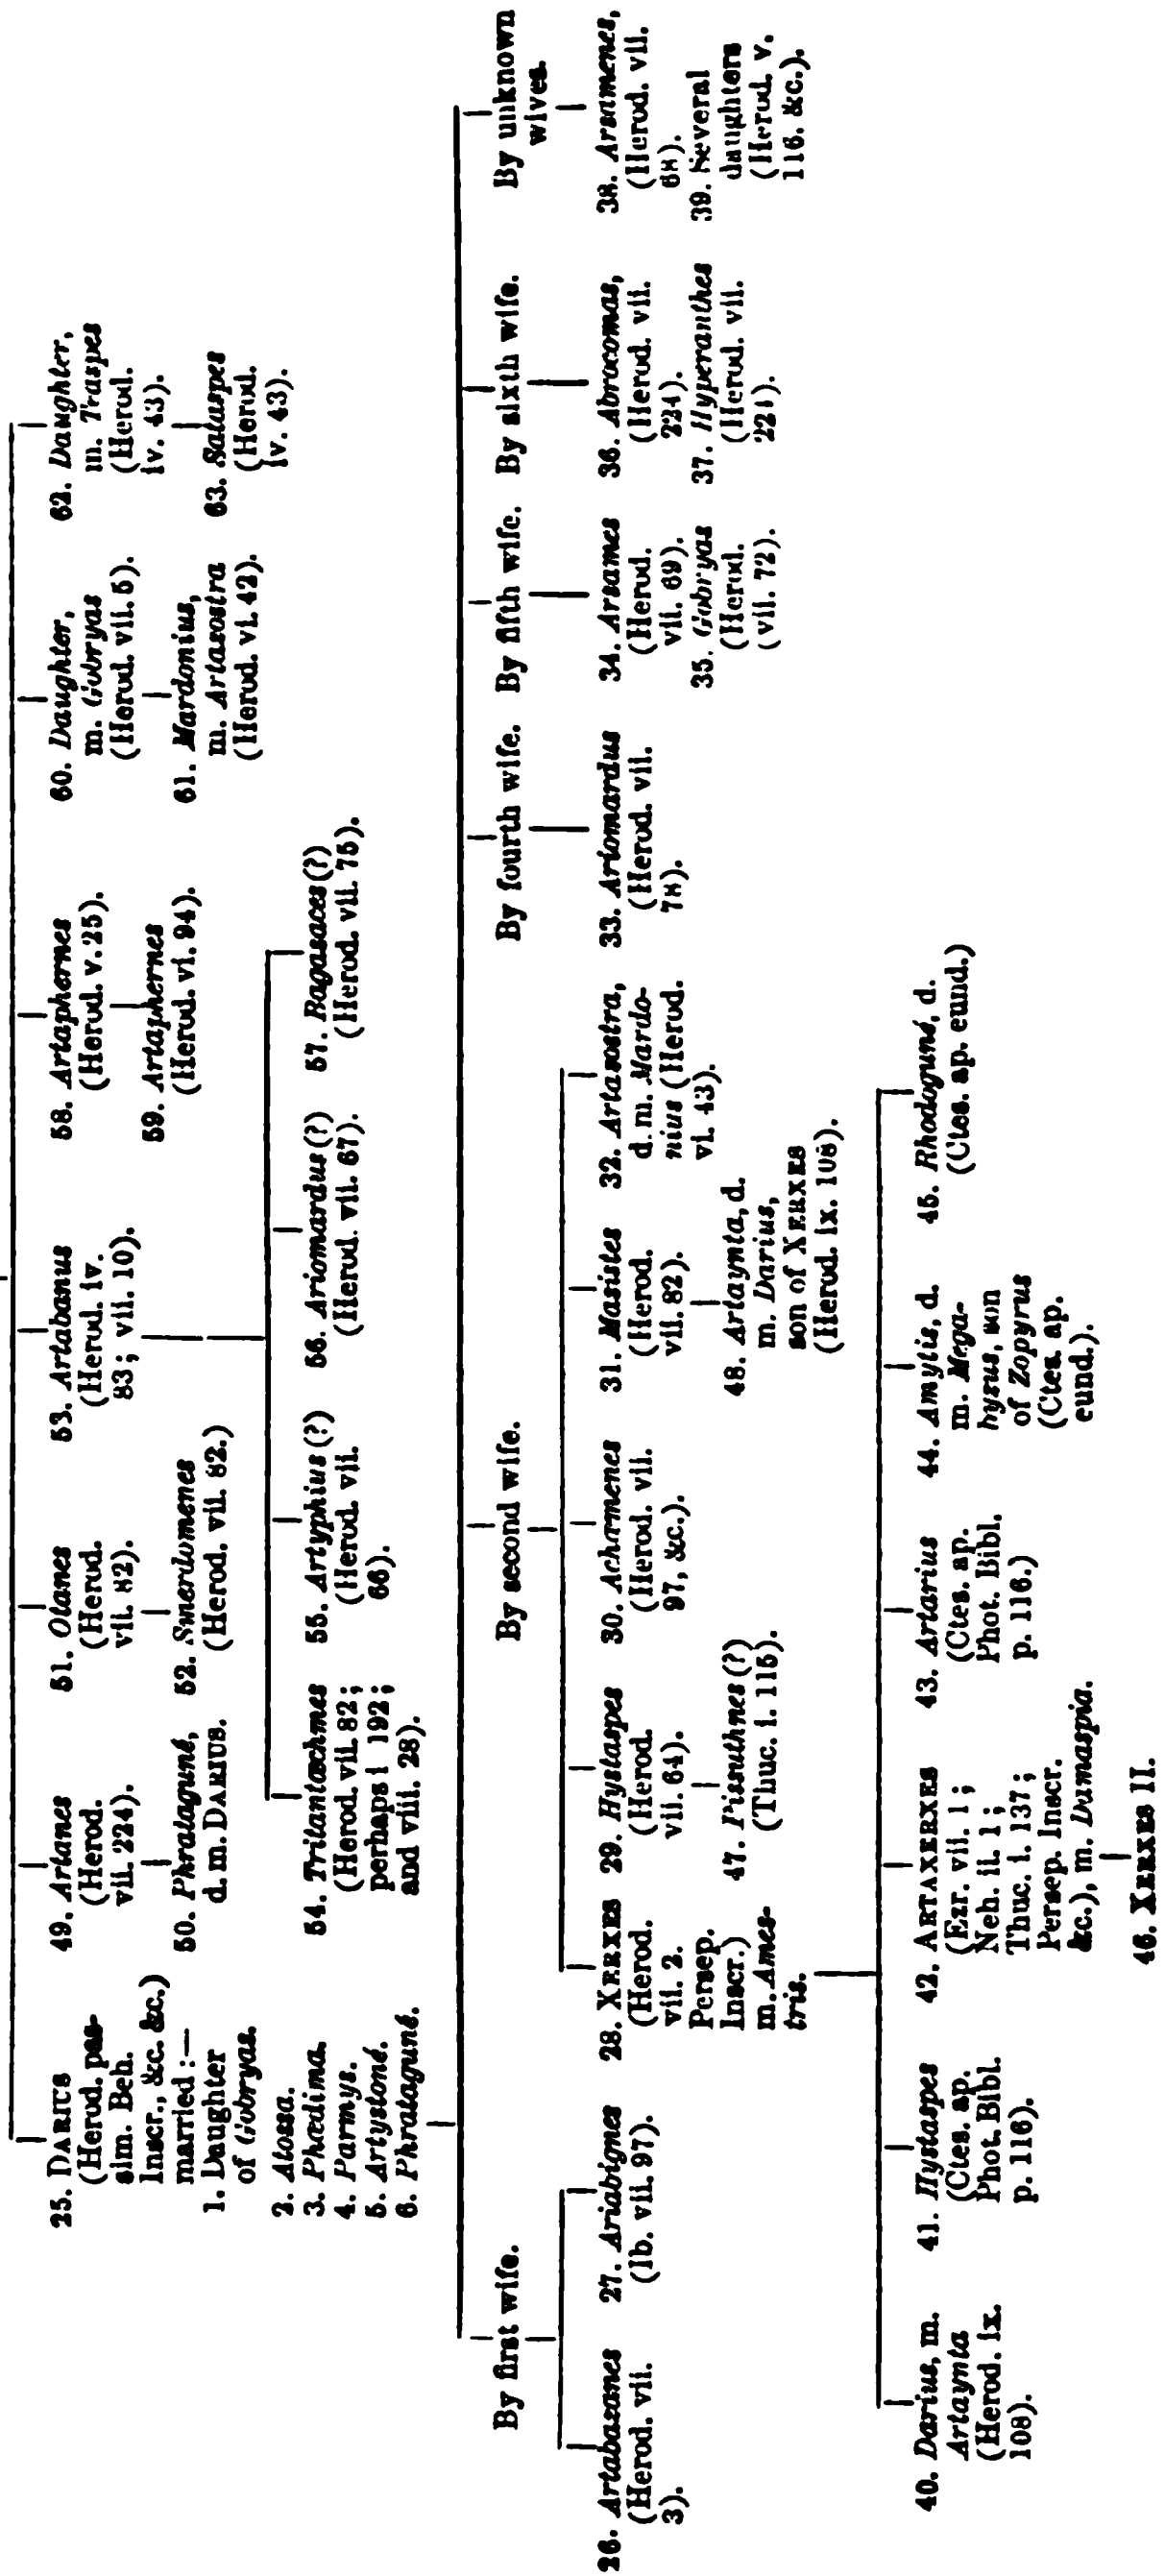 25. DARIUS
(Herod. pas-
sim. Beh.
Inscr., &c. &c.)
married:—
1. Daughter
of Gobryas.
2. Atossa.
3. Phædima.
4. Parmys.
5. Artystoné.
6. Phrataguné.
49. Artanes
(Herod.
vii. 224).
50. Phrataguné,
d. m. DARIUS.
51. Otanes
(Herod.
vii. 82).
52. Smerdomenes
(Herod. vii. 82.)
53. Artabanus
(Herod. iv.
83; vii. 10).
58. Artaphernes
(Herod. v. 25).
59. Artaphernes
(Herod. vi. 94).
60. Daughter,
m. Gobryas
(Herod. vii. 5).
61. Mardonius,
m. Artasostra
(Herod. vi. 42).
62. Daughter,
m. Teaspes
(Herod.
iv. 43).
63. Sataspes
(Herod.
iv. 43).
54. Tritantæchmes
(Herod. vii. 82;
perhaps i 192;
and viii. 28).
55. Artyphius (?)
(Herod. vii.
66).
56. Ariomardus (?)
(Herod. vii. 67).
57. Bagasaces (?)
(Herod. vii. 75).
By first wife.
By second wife.
By fourth wife.
By fifth wife.
By sixth wife.
By unknown
wives.
26. Artabazanes
(Herod. vii.
3).
27. Ariabignes
(Ib. vii. 97).
28. XERXES
(Herod.
vii. 2.
Persep.
Inscr.)
m. Ames-
tris.
29. Hystaspes
(Herod.
vii. 64).
47. Pissuthnes (?)
(Thuc. i. 115).
30. Achæmenes
(Herod. vii.
97, &c.).
31. Masistes
(Herod.
vii. 82).
48. Artaynta, d.
m. Darius,
son of XERXES
(Herod. ix. 108).
32. Artasostra,
d. m. Mardo-
nius (Herod.
vi. 43).
33. Ariomardus
(Herod. vii.
78).
34. Arsames
(Herod.
vii. 69).
35. Gobryas
(Herod.
(vii. 72).
36. Abrocomas,
(Herod. vii.
224).
37. Hyperanthes
(Herod. vii.
224).
38. Arsamenes,
(Herod. vii.
68).
39. Several
daughters
(Herod. v.
116. &c.).
40. Darius, m.
Artaynta
(Herod. ix.
108).
41. Hystaspes
(Ctes. ap.
Phot. Bibl.
p. 116).
42. ARTAXERXES
(Ezr. vii. 1;
Neh. ii. 1;
Thuc. i. 137;
Persep. Inscr.
&c.), m. Damaspia.
46. XERXES II.
43. Artarius
(Ctes. ap.
Phot. Bibl.
p. 116.)
44. Amytis, d.
m. Mega-
byzus, son
of Zopyrus
(Ctes. ap.
eund.).
45. Rhodoguné, d.
(Ctes. ap. eund.)